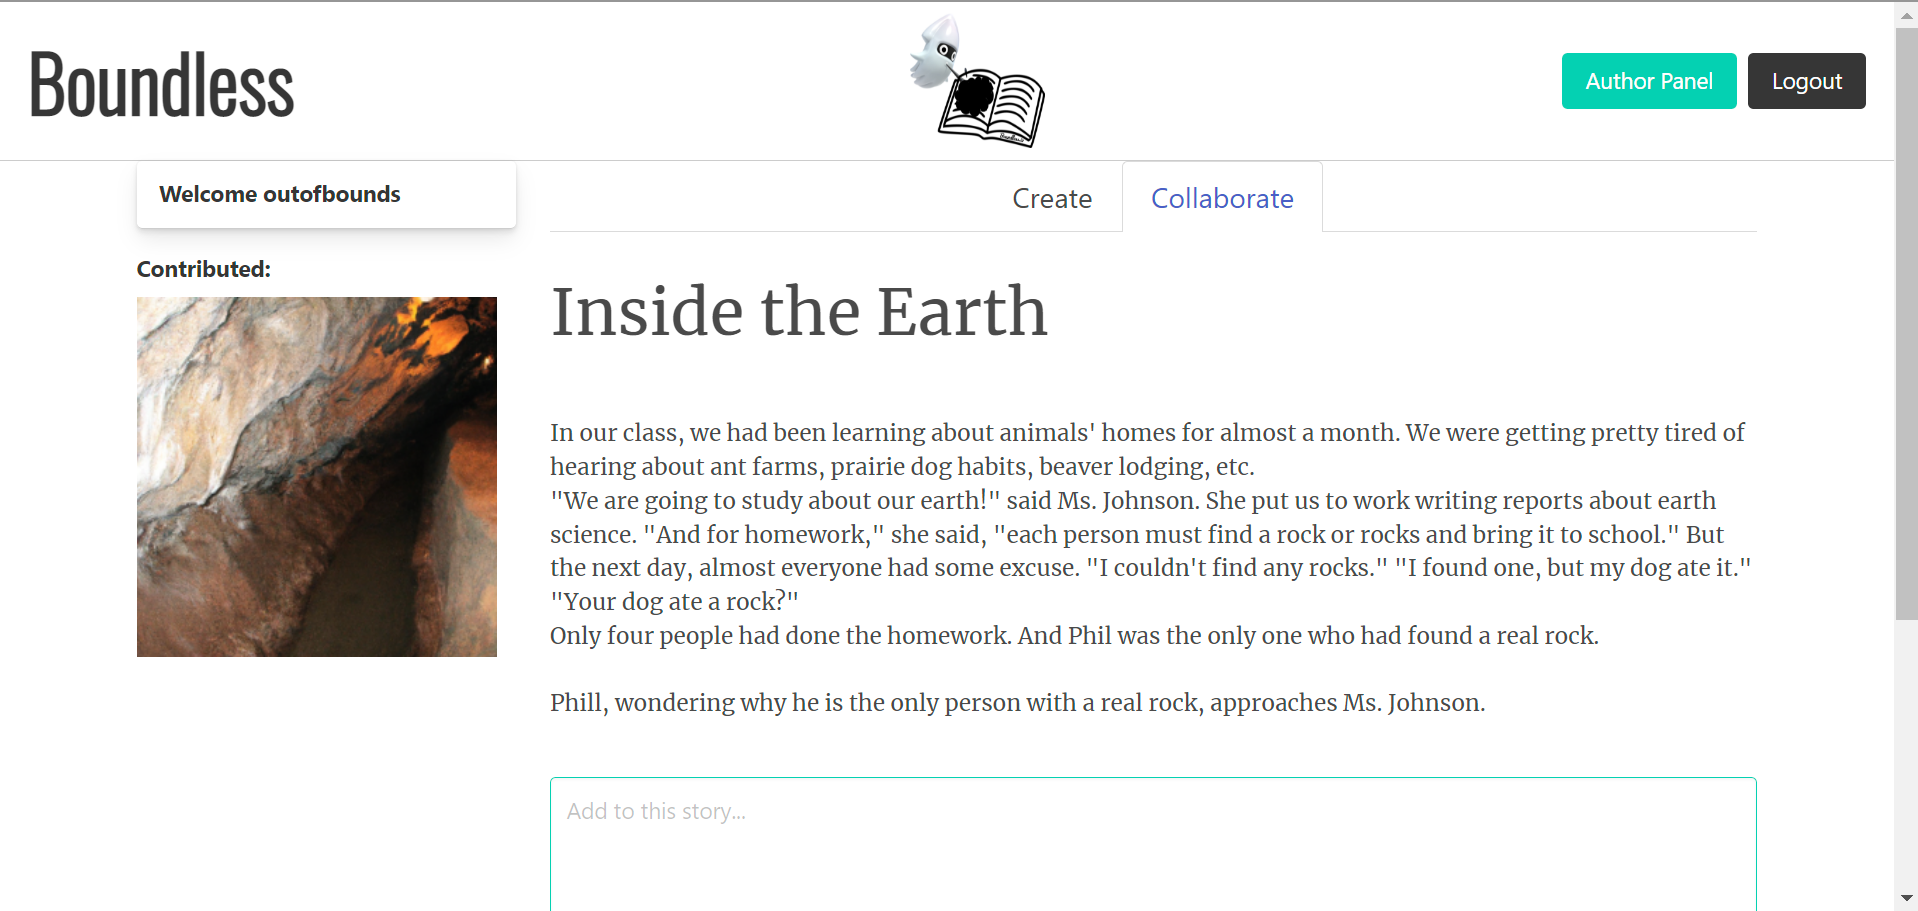 Boundless
Author Panel
Logout
Welcome outofbounds
Contributed:
Create
Collaborate
Inside the Earth
In our class, we had been learning about animals' homes for almost a month. We were getting pretty tired of
hearing about ant farms, prairie dog habits, beaver lodging, etc.
"We are going to study about our earth!" said Ms. Johnson. She put us to work writing reports about earth
science. "And for homework," she said, "each person must find a rock or rocks and bring it to school." But
the next day, almost everyone had some excuse. "I couldn't find any rocks." "I found one, but my dog ate it."
"Your dog ate a rock?"
Only four people had done the homework. And Phil was the only one who had found a real rock.
Phill, wondering why he is the only person with a real rock, approaches Ms. Johnson.
Add to this story...